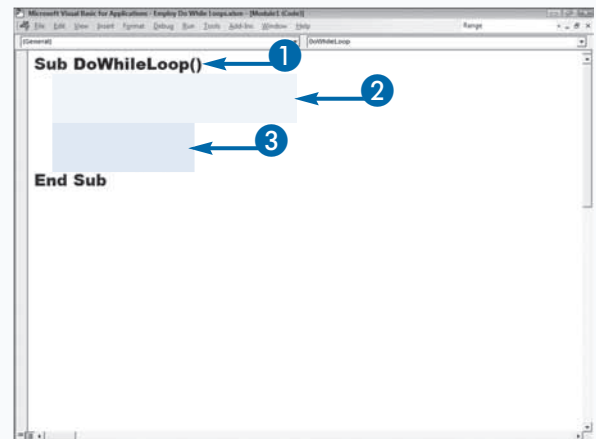 Microsoft Visual Basic for Applications - Employ Do While Loops.xlsm - [Module1 (Code)]
File Edit View Insert Format Debug Run Tools Add-Ins Window Help Range
(General) DoWhileLoop
Sub DoWhileLoop() 1
2
3
End Sub